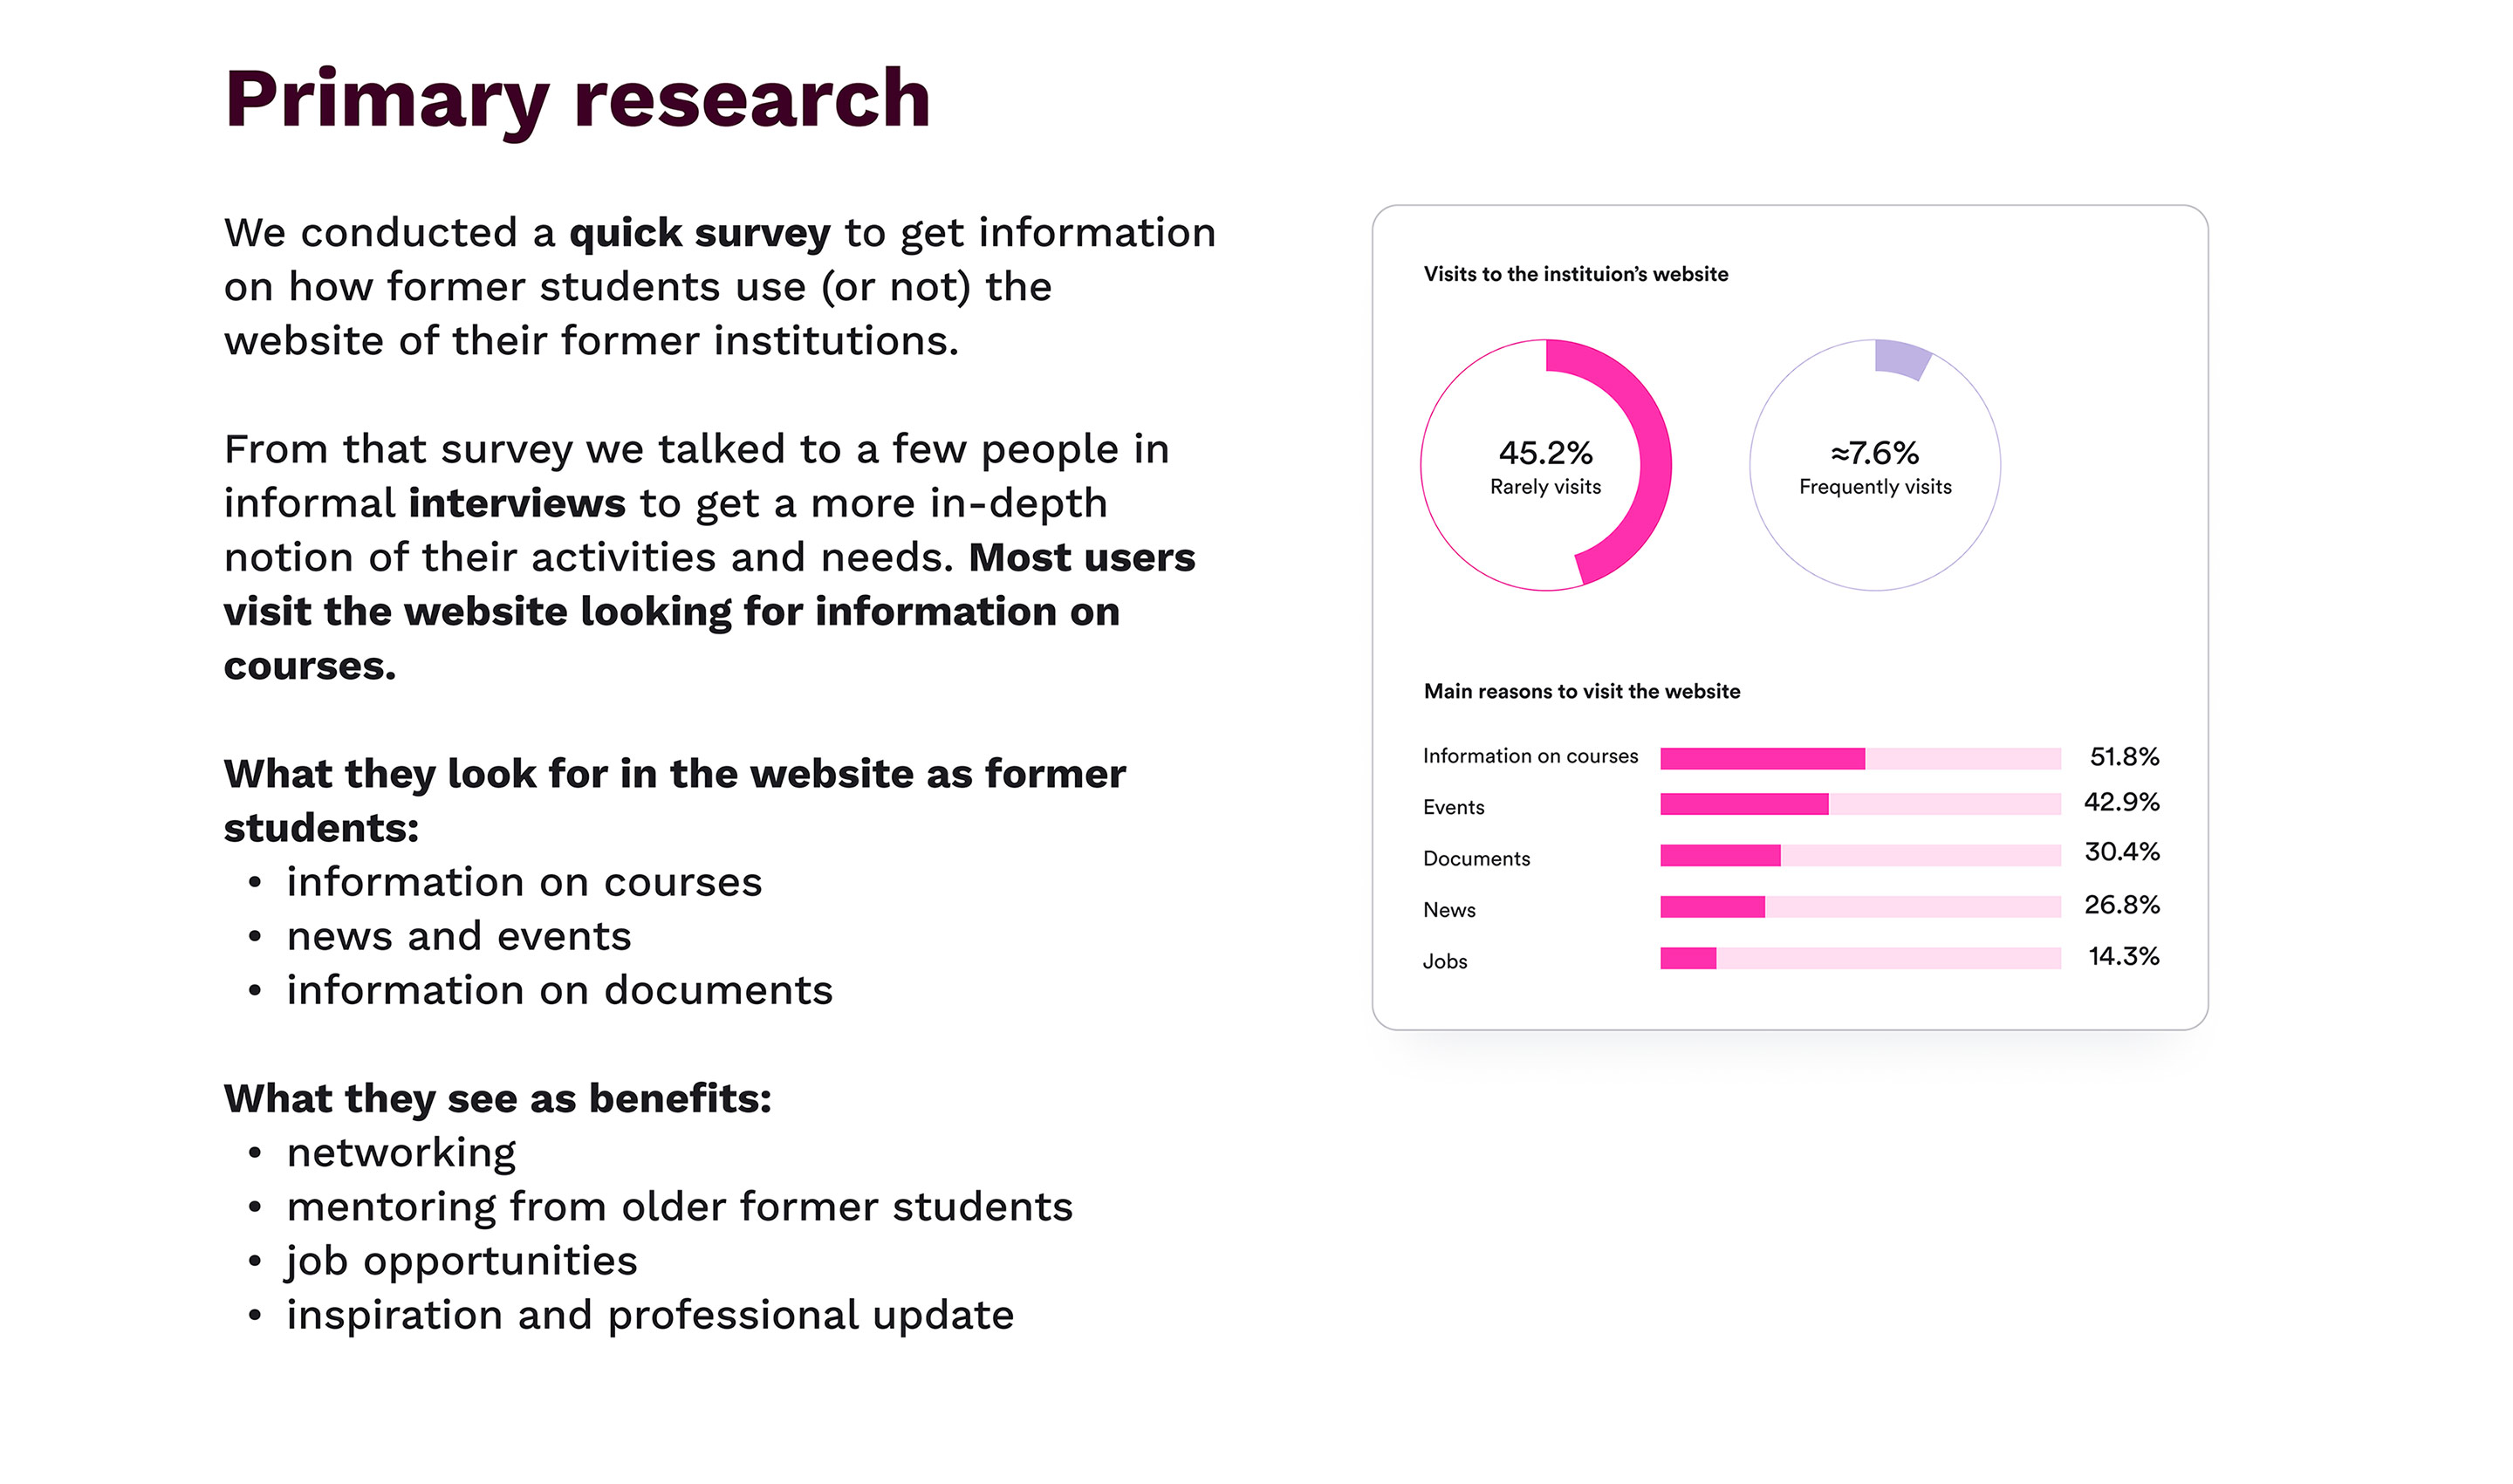 Primary research
We conducted a quick survey to get information
on how former students use (or not) the
website of their former institutions.
From that survey we talked to a few people in
informal interviews to get a more in-depth
notion of their activities and needs. Most users
visit the website looking for information on
courses.
What they look for in the website as former
students:
• information on courses
• news and events
• information on documents
What they see as benefits:
• networking
• mentoring from older former students
• job opportunities
• inspiration and professional update
Visits to the instituion’s website
45.2%
Rarely visits
≈7.6%
Frequently visits
Main reasons to visit the website
Information on courses 51.8%
Events 42.9%
Documents 30.4%
News 26.8%
Jobs 14.3%